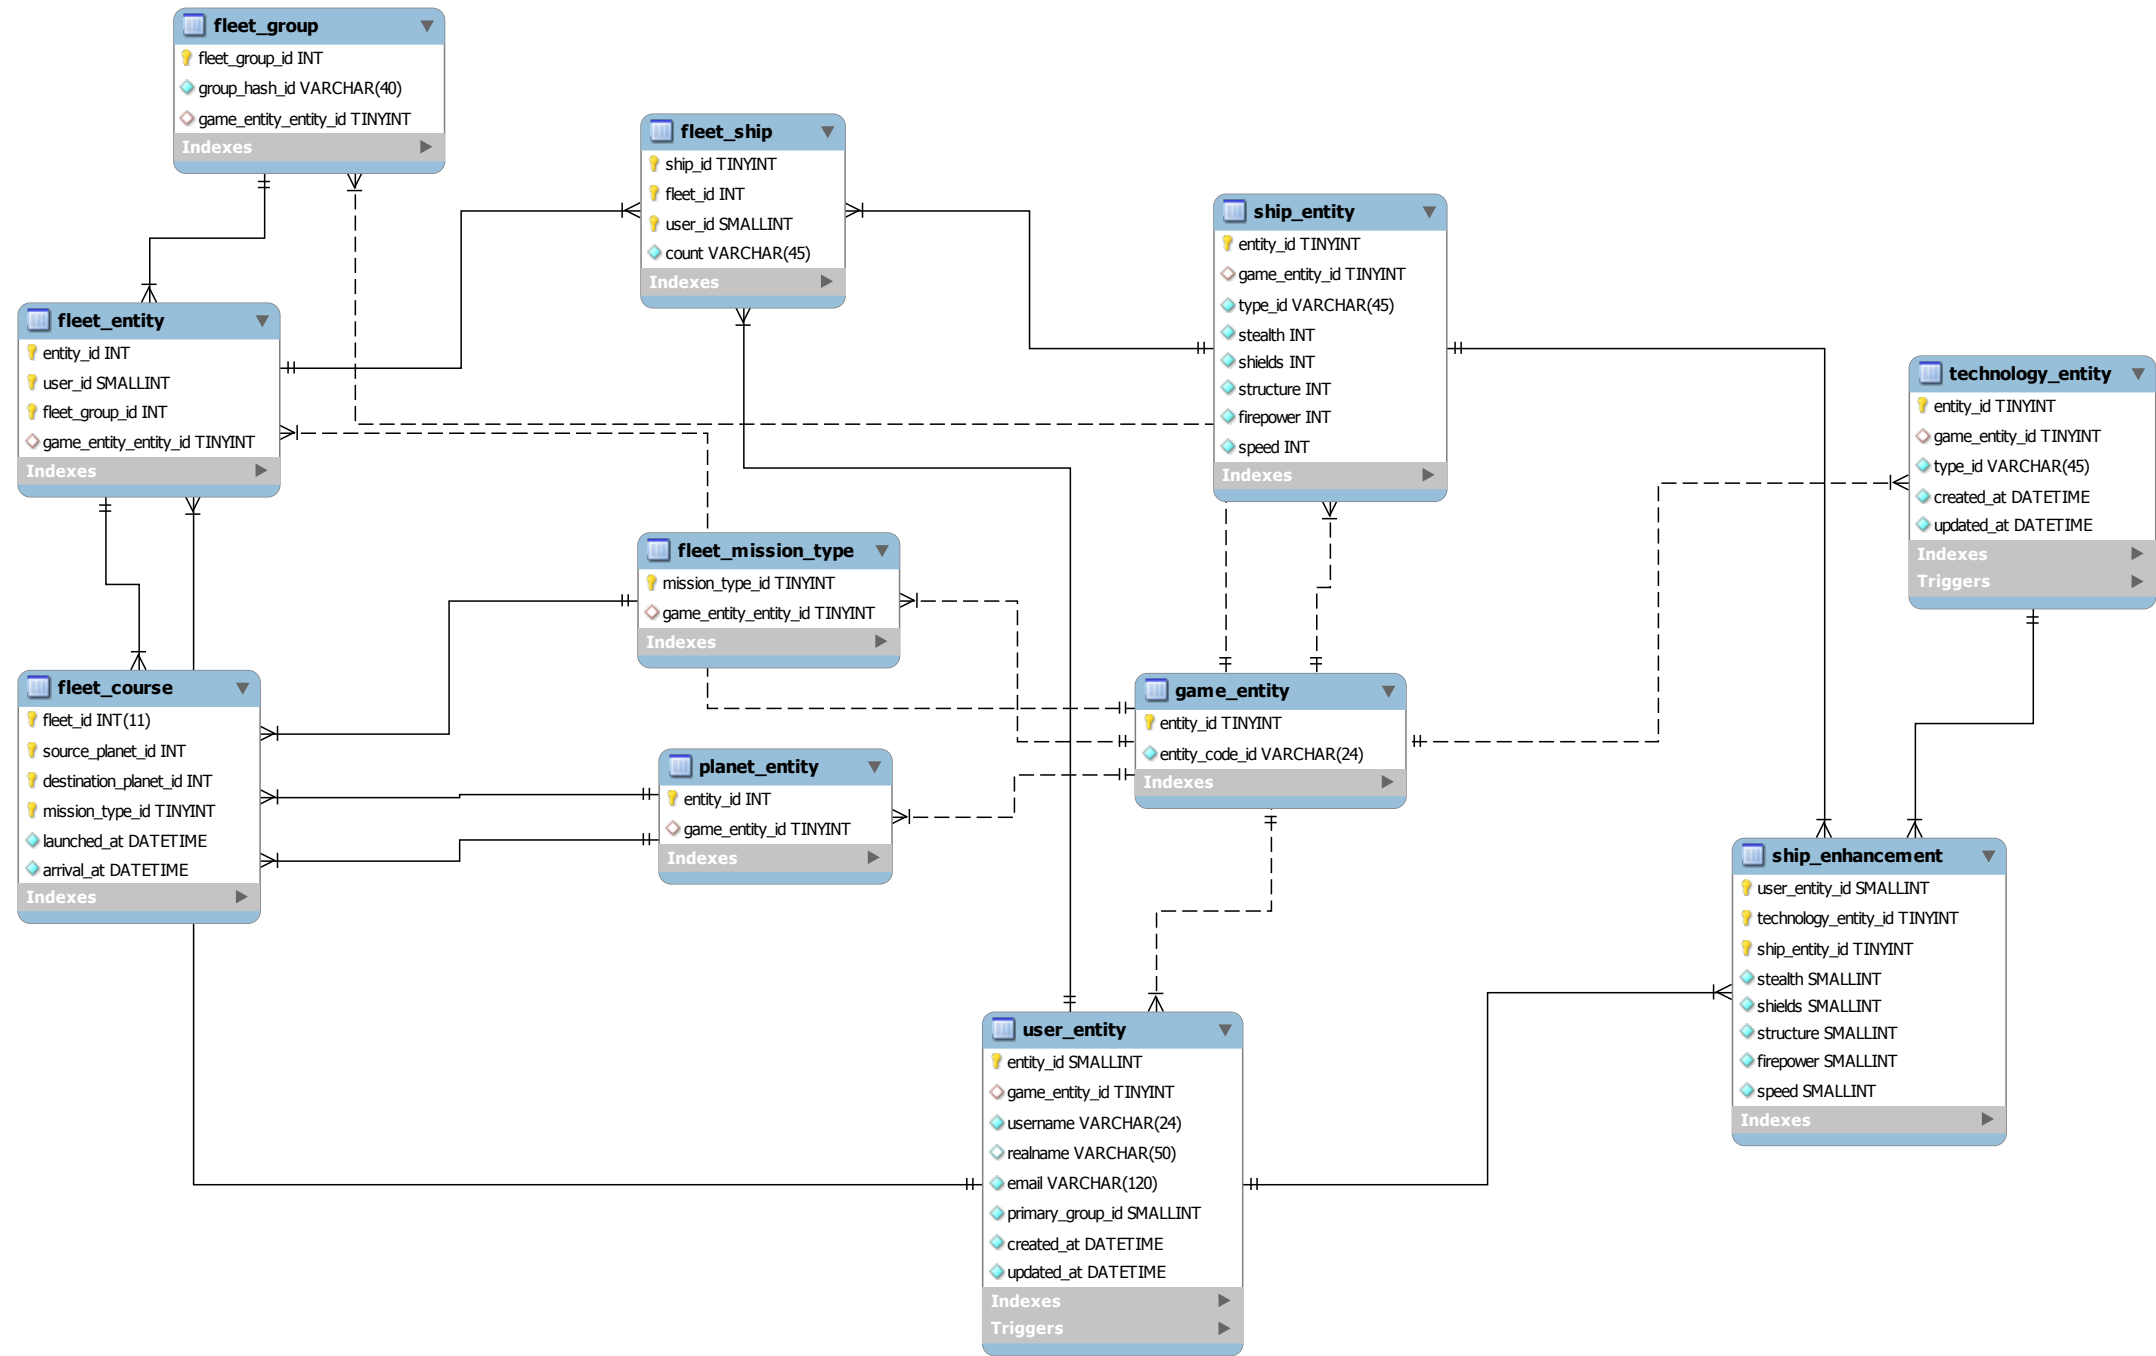 fleet_group
fleet_group_id INT
group_hash_id VARCHAR(40)
game_entity_entity_id TINYINT
Indexes
fleet_ship
ship_id TINYINT
fleet_id INT
user_id SMALLINT
count VARCHAR(45)
Indexes
ship_entity
entity_id TINYINT
game_entity_id TINYINT
type_id VARCHAR(45)
stealth INT
shields INT
structure INT
firepower INT
speed INT
Indexes
fleet_entity
entity_id INT
user_id SMALLINT
fleet_group_id INT
game_entity_entity_id TINYINT
Indexes
technology_entity
entity_id TINYINT
game_entity_id TINYINT
type_id VARCHAR(45)
created_at DATETIME
updated_at DATETIME
Indexes
Triggers
fleet_mission_type
mission_type_id TINYINT
game_entity_entity_id TINYINT
Indexes
fleet_course
fleet_id INT(11)
source_planet_id INT
destination_planet_id INT
mission_type_id TINYINT
launched_at DATETIME
arrival_at DATETIME
Indexes
game_entity
entity_id TINYINT
entity_code_id VARCHAR(24)
Indexes
planet_entity
entity_id INT
game_entity_id TINYINT
Indexes
ship_enhancement
user_entity_id SMALLINT
technology_entity_id TINYINT
ship_entity_id TINYINT
stealth SMALLINT
shields SMALLINT
structure SMALLINT
firepower SMALLINT
speed SMALLINT
Indexes
user_entity
entity_id SMALLINT
game_entity_id TINYINT
username VARCHAR(24)
realname VARCHAR(50)
email VARCHAR(120)
primary_group_id SMALLINT
created_at DATETIME
updated_at DATETIME
Indexes
Triggers